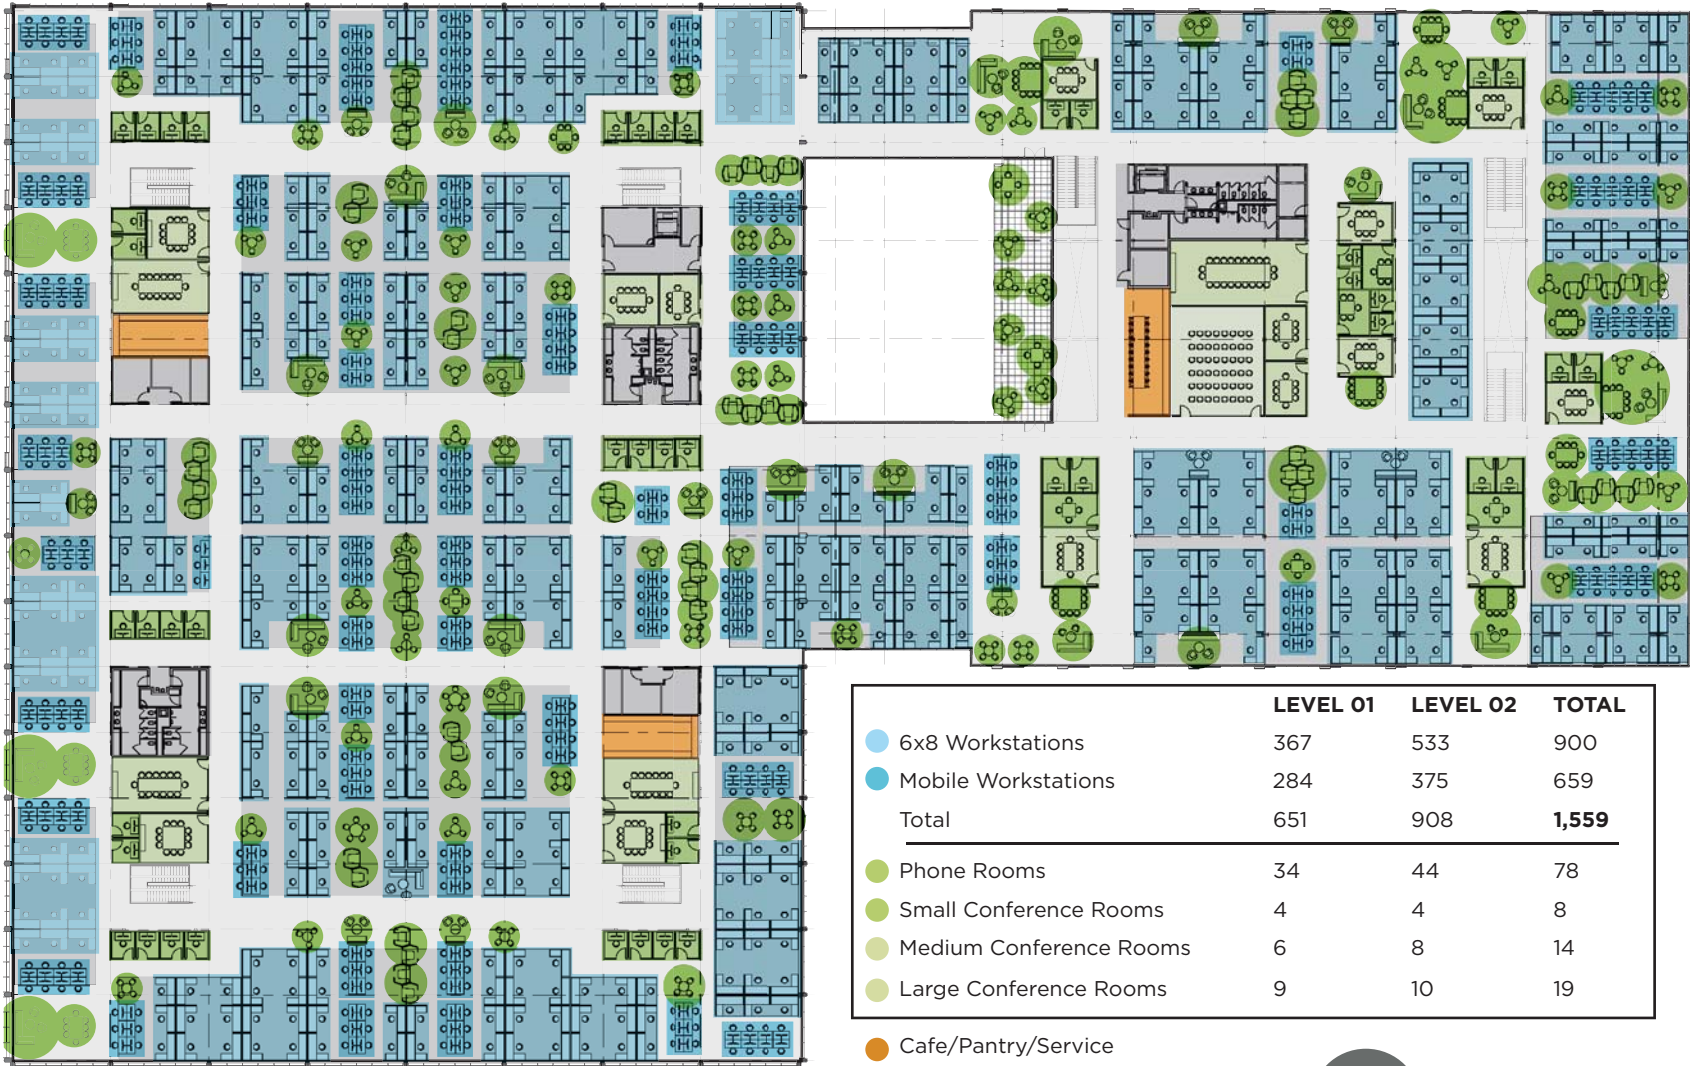 LEVEL 01 LEVEL 02 TOTAL
6x8 Workstations 367 533 900
Mobile Workstations 284 375 659
Total 651 908 1,559
Phone Rooms 34 44 78
Small Conference Rooms 4 4 8
Medium Conference Rooms 6 8 14
Large Conference Rooms 9 10 19
Cafe/Pantry/Service